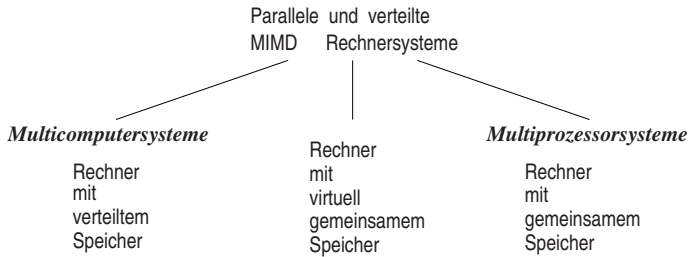 Parallele und verteilte
MIMD Rechnersysteme
Multicomputersysteme
Rechner
mit
verteiltem
Speicher
Rechner
mit
virtuell
gemeinsamem
Speicher
Multiprozessorsysteme
Rechner
mit
gemeinsamem
Speicher